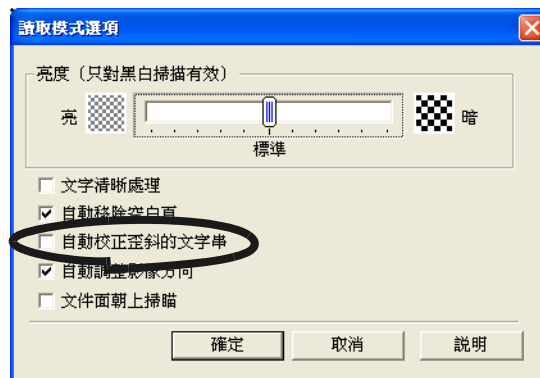 讀取模式選項
亮度（只對黑白掃描有效）
亮 暗
標準
文字清晰處理
自動移除空白頁
自動校正歪斜的文字串
自動調整影像方向
文件面朝上掃瞄
確定 取消 說明